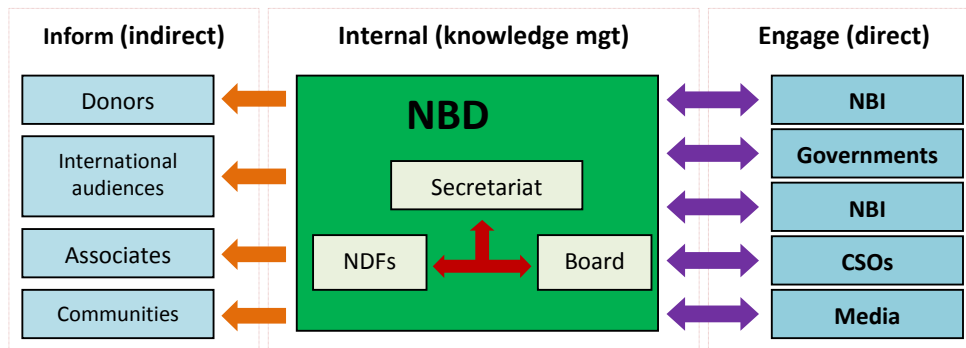 Inform (indirect)
Donors
International
audiences
Associates
Communities
Internal (knowledge mgt)
NBD
Secretariat
NDFs
Board
Engage (direct)
NBI
Governments
NBI
CSOs
Media